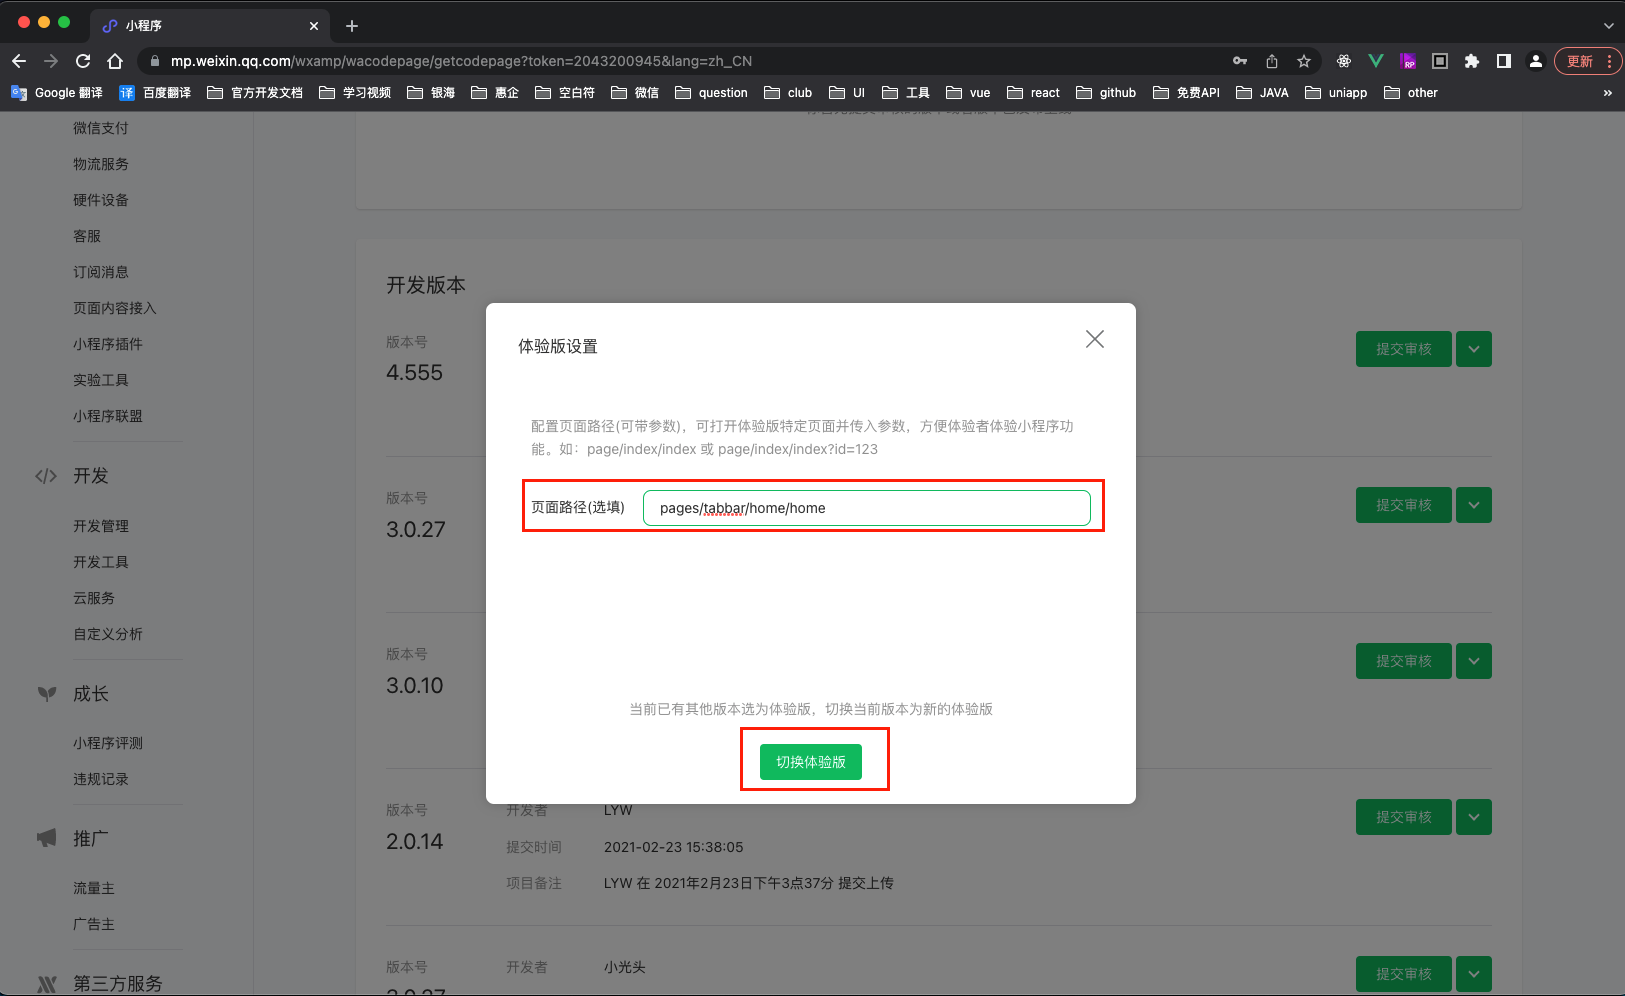 小程序
mp.weixin.qq.com/wxamp/wacodepage/getcodepage?token=2043200945&lang=zh_CN
更新
Google 翻译
百度翻译
官方开发文档
学习视频
银海
惠企
空白符
微信
question
club
UI
工具
vue
react
github
免费API
JAVA
uniapp
other
微信支付
物流服务
硬件设备
客服
订阅消息
页面内容接入
小程序插件
实验工具
小程序联盟
开发
开发管理
开发工具
云服务
自定义分析
成长
小程序评测
违规记录
推广
流量主
广告主
第三方服务
开发版本
版本号
4.555
提交审核
版本号
3.0.27
提交审核
版本号
3.0.10
提交审核
体验版设置
配置页面路径(可带参数)，可打开体验版特定页面并传入参数，方便体验者体验小程序功
能。如：page/index/index 或 page/index/index?id=123
页面路径(选填)
pages/tabbar/home/home
当前已有其他版本选为体验版，切换当前版本为新的体验版
切换体验版
版本号
2.0.14
开发者
LYW
提交审核
提交时间
2021-02-23 15:38:05
项目备注
LYW 在 2021年2月23日下午3点37分 提交上传
版本号
开发者
小光头
提交审核